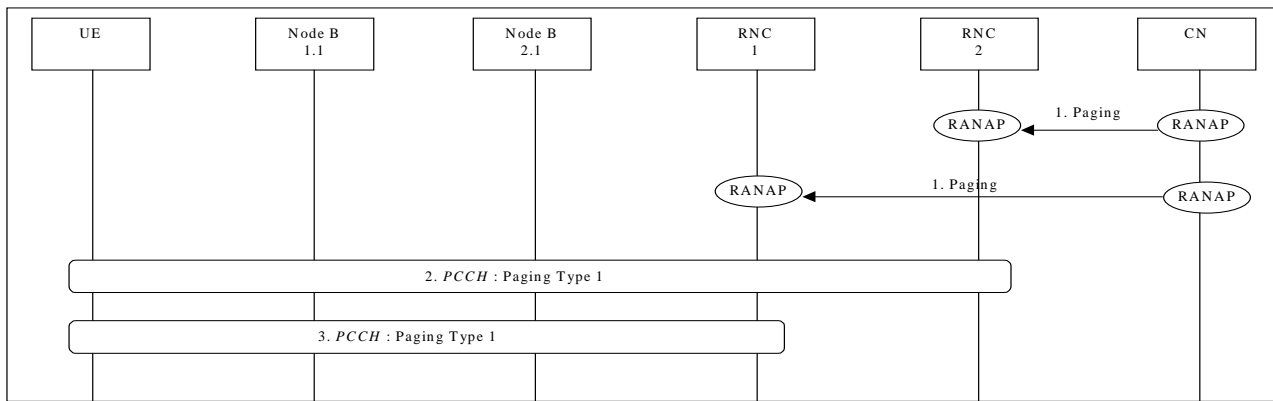 UE
Node B
1.1
Node B
2.1
RNC
1
RNC
2
CN
1. Paging
RANAP
RANAP
1. Paging
RANAP
RANAP
2. PCCH : Paging Type 1
3. PCCH : Paging Type 1